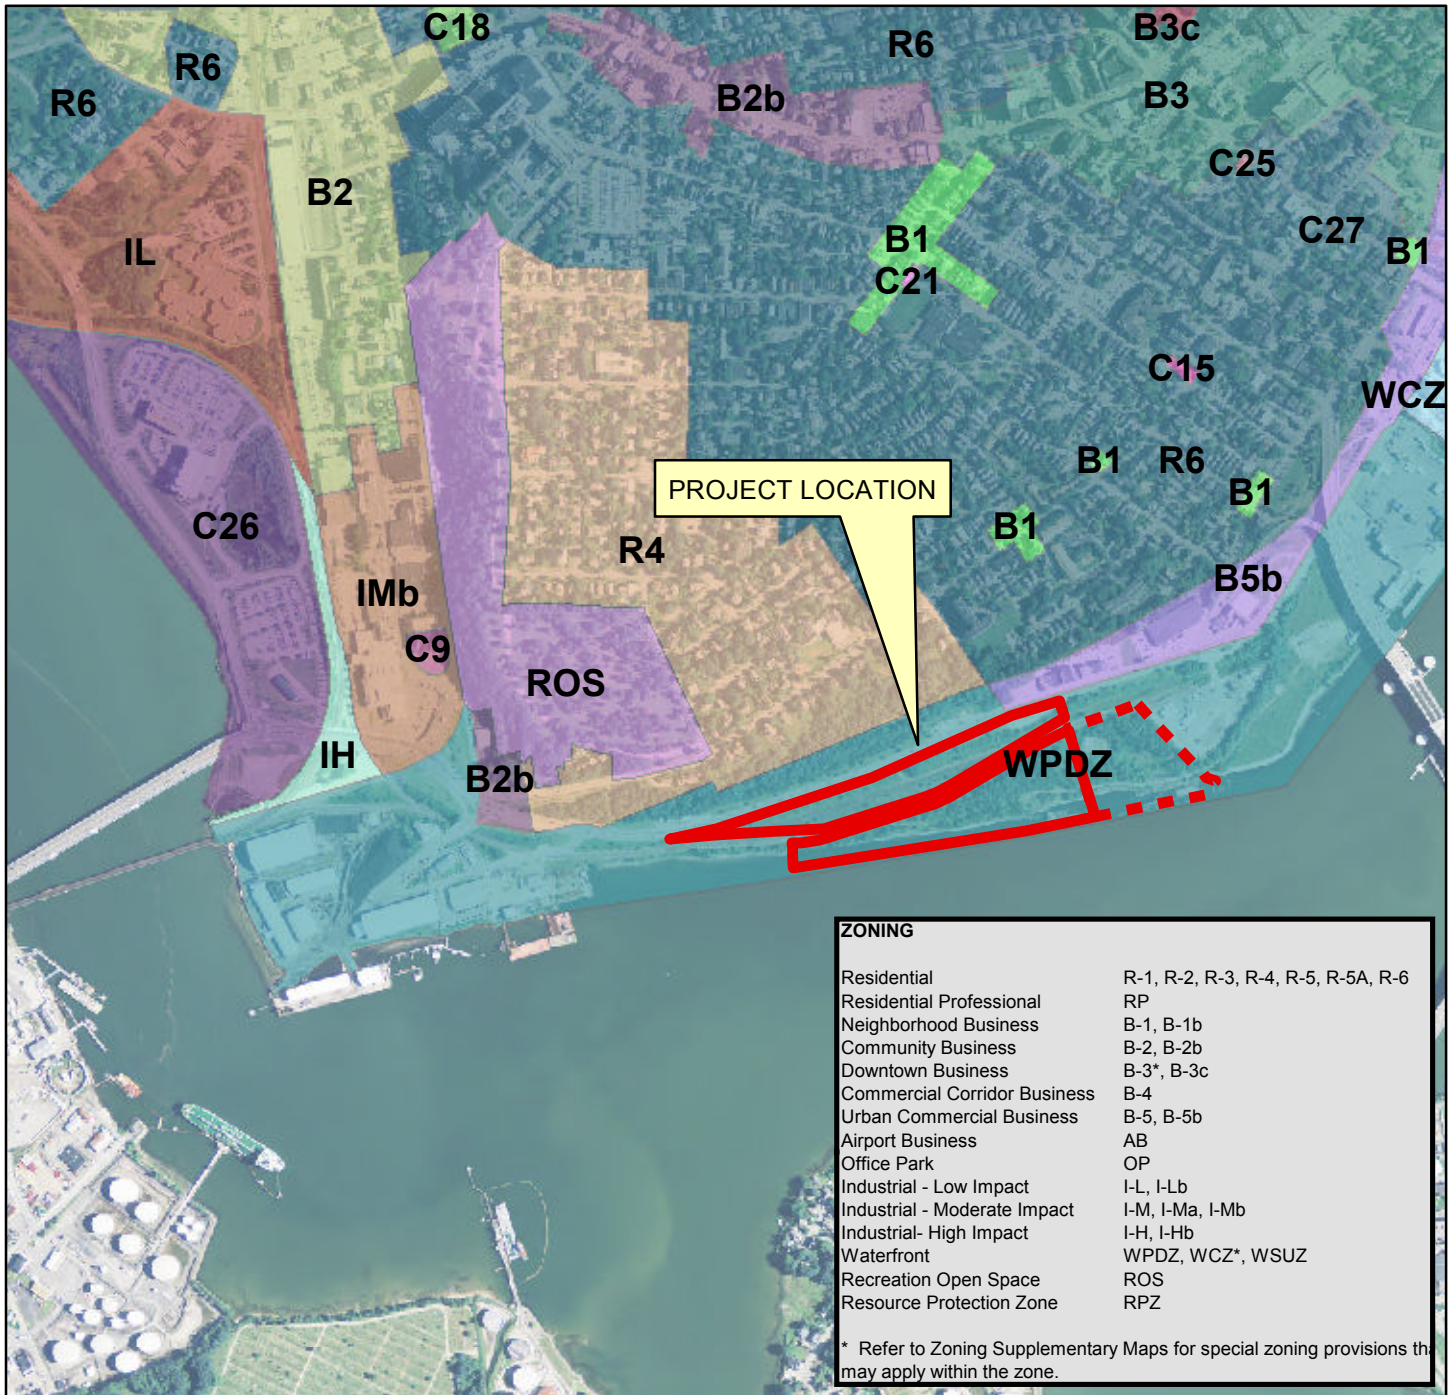 C18
R6
B3c
R6
B2b
B3
R6
C25
B2
C27
B1
IL
B1
C21
C15
WCZ
B1
R6
PROJECT LOCATION
B1
C26
B1
R4
B5b
IMb
C9
ROS
IH
WPDZ
B2b
ZONING
Residential R-1, R-2, R-3, R-4, R-5, R-5A, R-6
Residential Professional RP
Neighborhood Business B-1, B-1b
Community Business B-2, B-2b
Downtown Business B-3*, B-3c
Commercial Corridor Business B-4
Urban Commercial Business B-5, B-5b
Airport Business AB
Office Park OP
Industrial - Low Impact I-L, I-Lb
Industrial - Moderate Impact I-M, I-Ma, I-Mb
Industrial- High Impact I-H, I-Hb
Waterfront WPDZ, WCZ*, WSUZ
Recreation Open Space ROS
Resource Protection Zone RPZ
* Refer to Zoning Supplementary Maps for special zoning provisions tha
may apply within the zone.